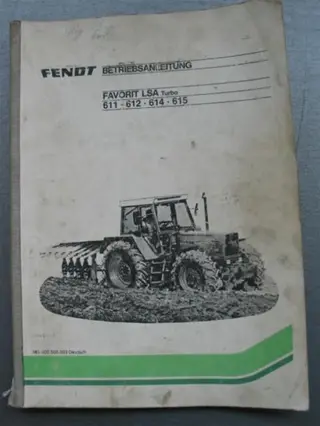 FENDT BETRIEBSANLEITUNG
FAVORIT LSA Turbo
611 · 612 · 614 · 615